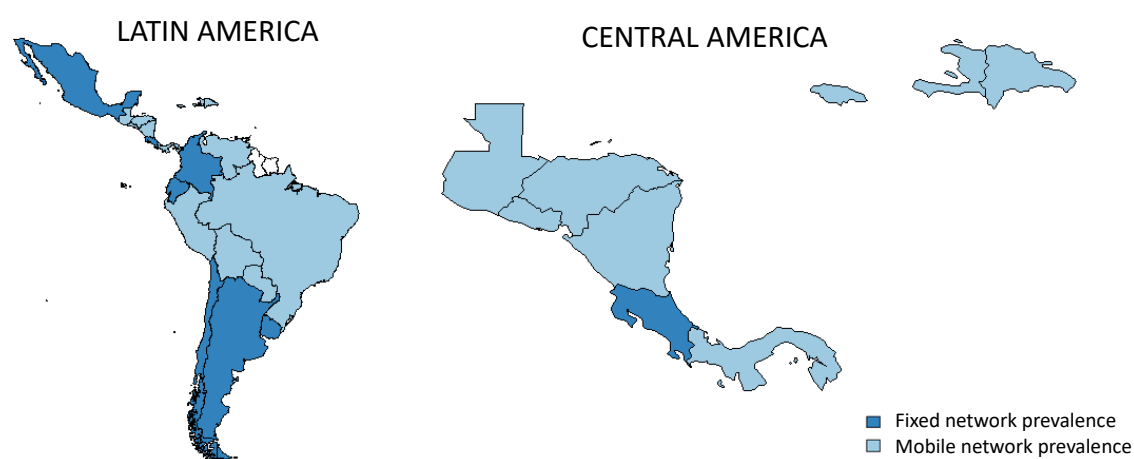 LATIN AMERICA
CENTRAL AMERICA
Fixed network prevalence
Mobile network prevalence